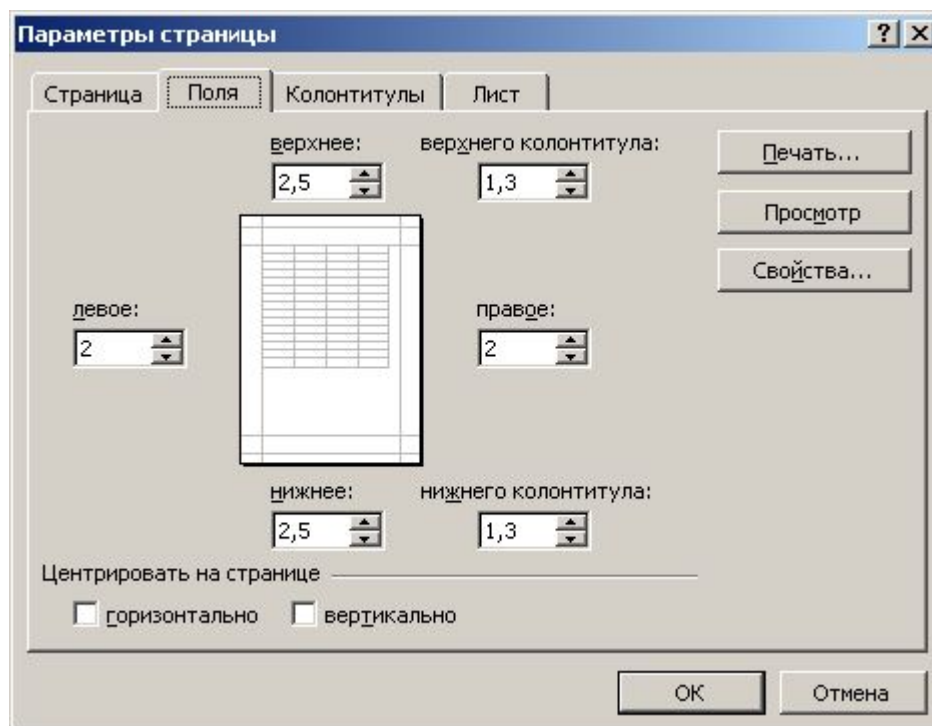 Параметры страницы
Страница Поля Колонтитулы Лист
верхнее: верхнего колонтитула:
2,5 1,3
Печать...
Просмотр
Свойства...
левое: правое:
2 2
нижнее: нижнего колонтитула:
2,5 1,3
Центрировать на странице
горизонтально вертикально
ОК Отмена